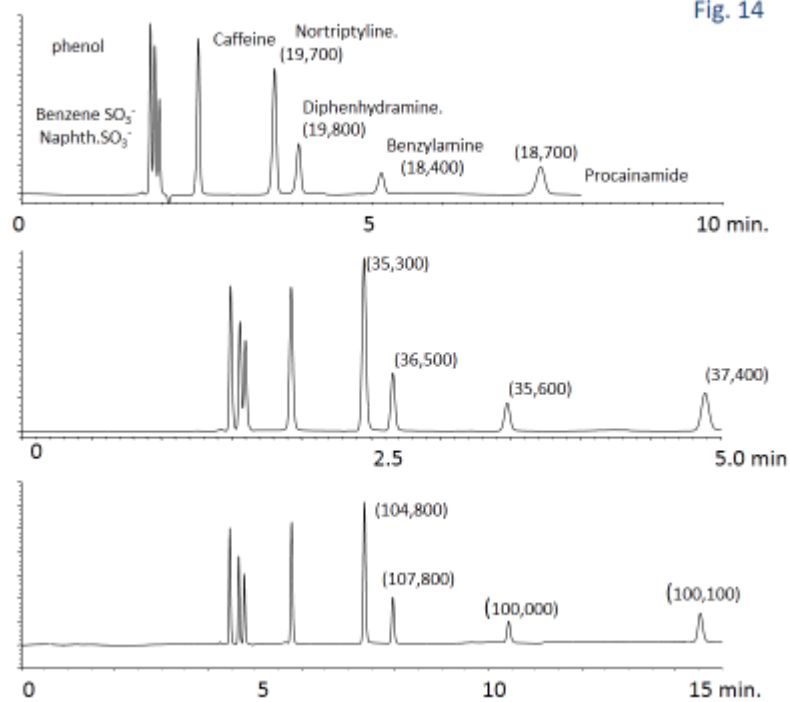 Fig. 14
phenol
Caffeine
Nortriptyline.
(19,700)
Benzene SO₃⁻
Naphth.SO₃⁻
Diphenhydramine.
(19,800)
Benzylamine
(18,400)
(18,700)
Procainamide
0 5 10 min.
(35,300)
(36,500)
(35,600)
(37,400)
0 2.5 5.0 min
(104,800)
(107,800)
(100,000)
(100,100)
0 5 10 15 min.